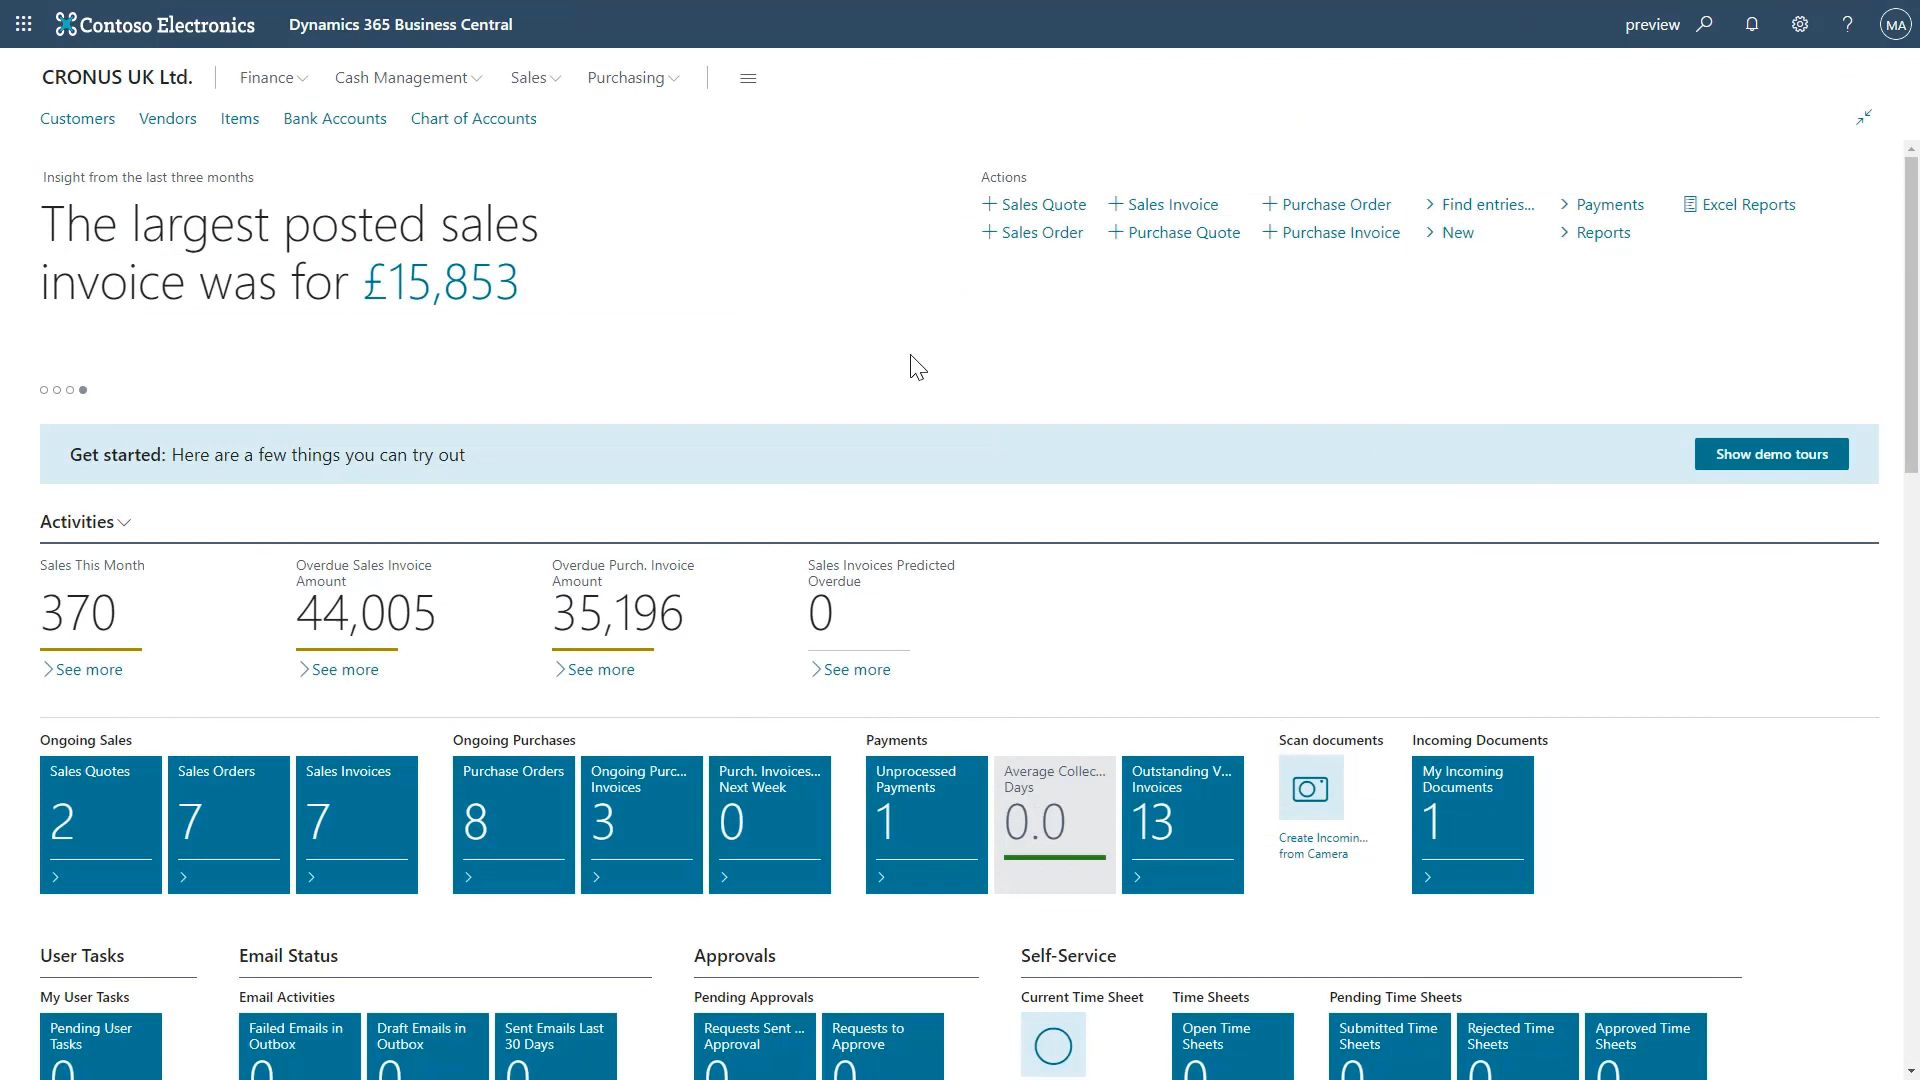 Contoso Electronics
Dynamics 365 Business Central
preview
?
MA
CRONUS UK Ltd.
Finance
Cash Management
Sales
Purchasing
Customers
Vendors
Items
Bank Accounts
Chart of Accounts
Insight from the last three months
The largest posted sales
invoice was for £15,853
Actions
+ Sales Quote
+ Sales Invoice
+ Purchase Order
> Find entries...
> Payments
Excel Reports
+ Sales Order
+ Purchase Quote
+ Purchase Invoice
> New
> Reports
Get started: Here are a few things you can try out
Show demo tours
Activities
Sales This Month
370
> See more
Overdue Sales Invoice
Amount
44,005
> See more
Overdue Purch. Invoice
Amount
35,196
> See more
Sales Invoices Predicted
Overdue
0
> See more
Ongoing Sales
Sales Quotes
2
Sales Orders
7
Sales Invoices
7
Ongoing Purchases
Purchase Orders
8
Ongoing Purc...
Invoices
3
Purch. Invoices...
Next Week
0
Payments
Unprocessed
Payments
1
Average Collec...
Days
0.0
Outstanding V...
Invoices
13
Scan documents
Create Incomin...
from Camera
Incoming Documents
My Incoming
Documents
1
User Tasks
My User Tasks
Pending User
Tasks
0
Email Status
Email Activities
Failed Emails in
Outbox
0
Draft Emails in
Outbox
0
Sent Emails Last
30 Days
0
Approvals
Pending Approvals
Requests Sent ...
Approval
0
Requests to
Approve
0
Self-Service
Current Time Sheet
Time Sheets
Open Time
Sheets
0
Pending Time Sheets
Submitted Time
Sheets
0
Rejected Time
Sheets
0
Approved Time
Sheets
0